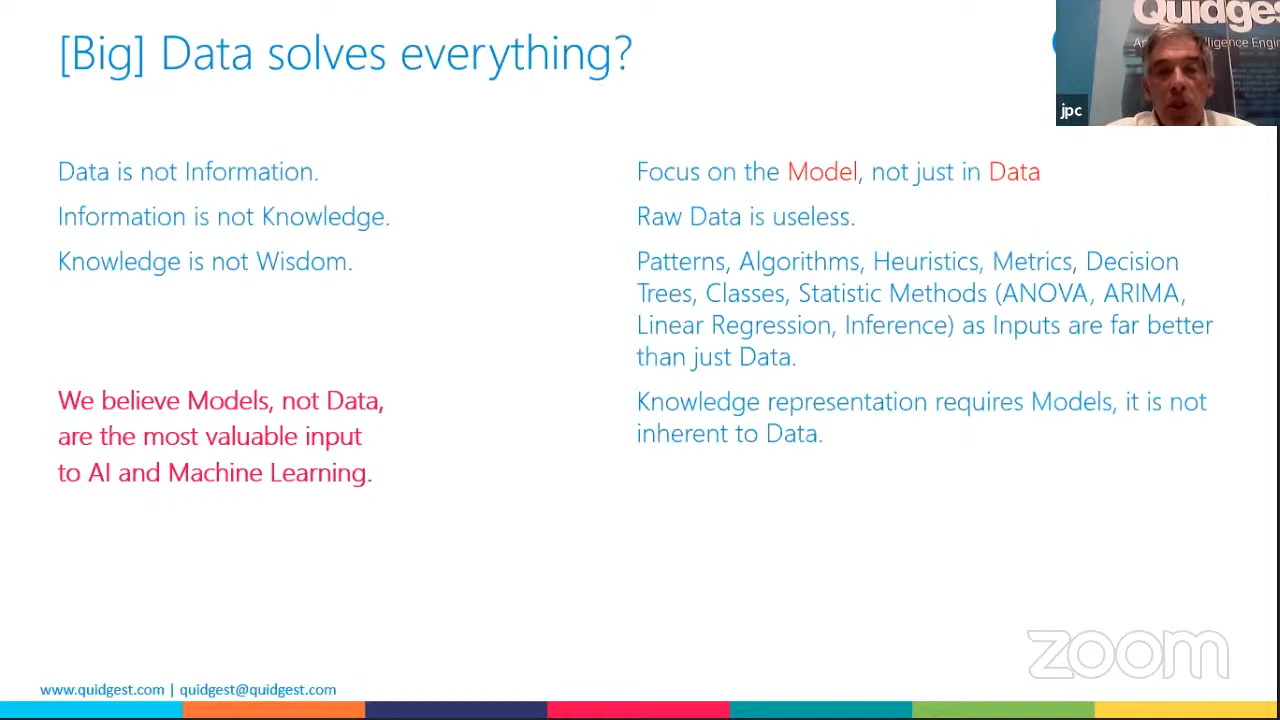 [Big] Data solves everything?
Quidges
lligence Engin
jpc
Data is not Information.
Information is not Knowledge.
Knowledge is not Wisdom.
We believe Models, not Data,
are the most valuable input
to AI and Machine Learning.
Focus on the Model, not just in Data
Raw Data is useless.
Patterns, Algorithms, Heuristics, Metrics, Decision
Trees, Classes, Statistic Methods (ANOVA, ARIMA,
Linear Regression, Inference) as Inputs are far better
than just Data.
Knowledge representation requires Models, it is not
inherent to Data.
zoom
www.quidgest.com | quidgest@quidgest.com